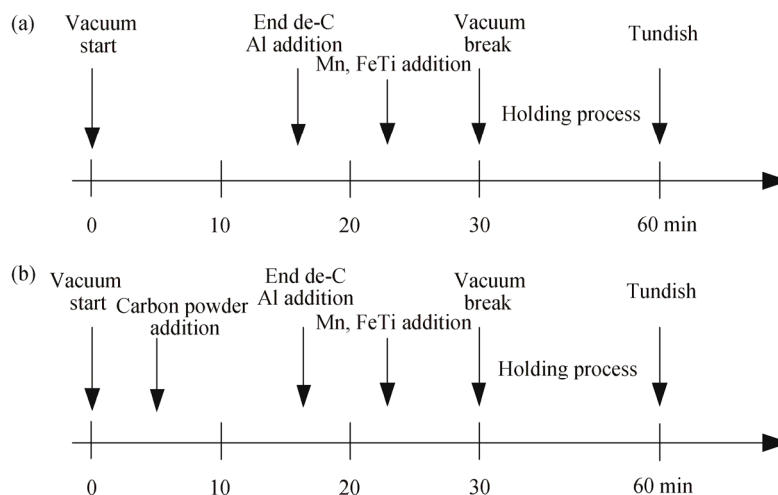 (a)
Vacuum
start
End de-C
Al addition
Mn, FeTi addition
Vacuum
break
Holding process
Tundish
0
10
20
30
60 min
(b)
Vacuum
start
Carbon powder
addition
End de-C
Al addition
Mn, FeTi addition
Vacuum
break
Holding process
Tundish
0
10
20
30
60 min